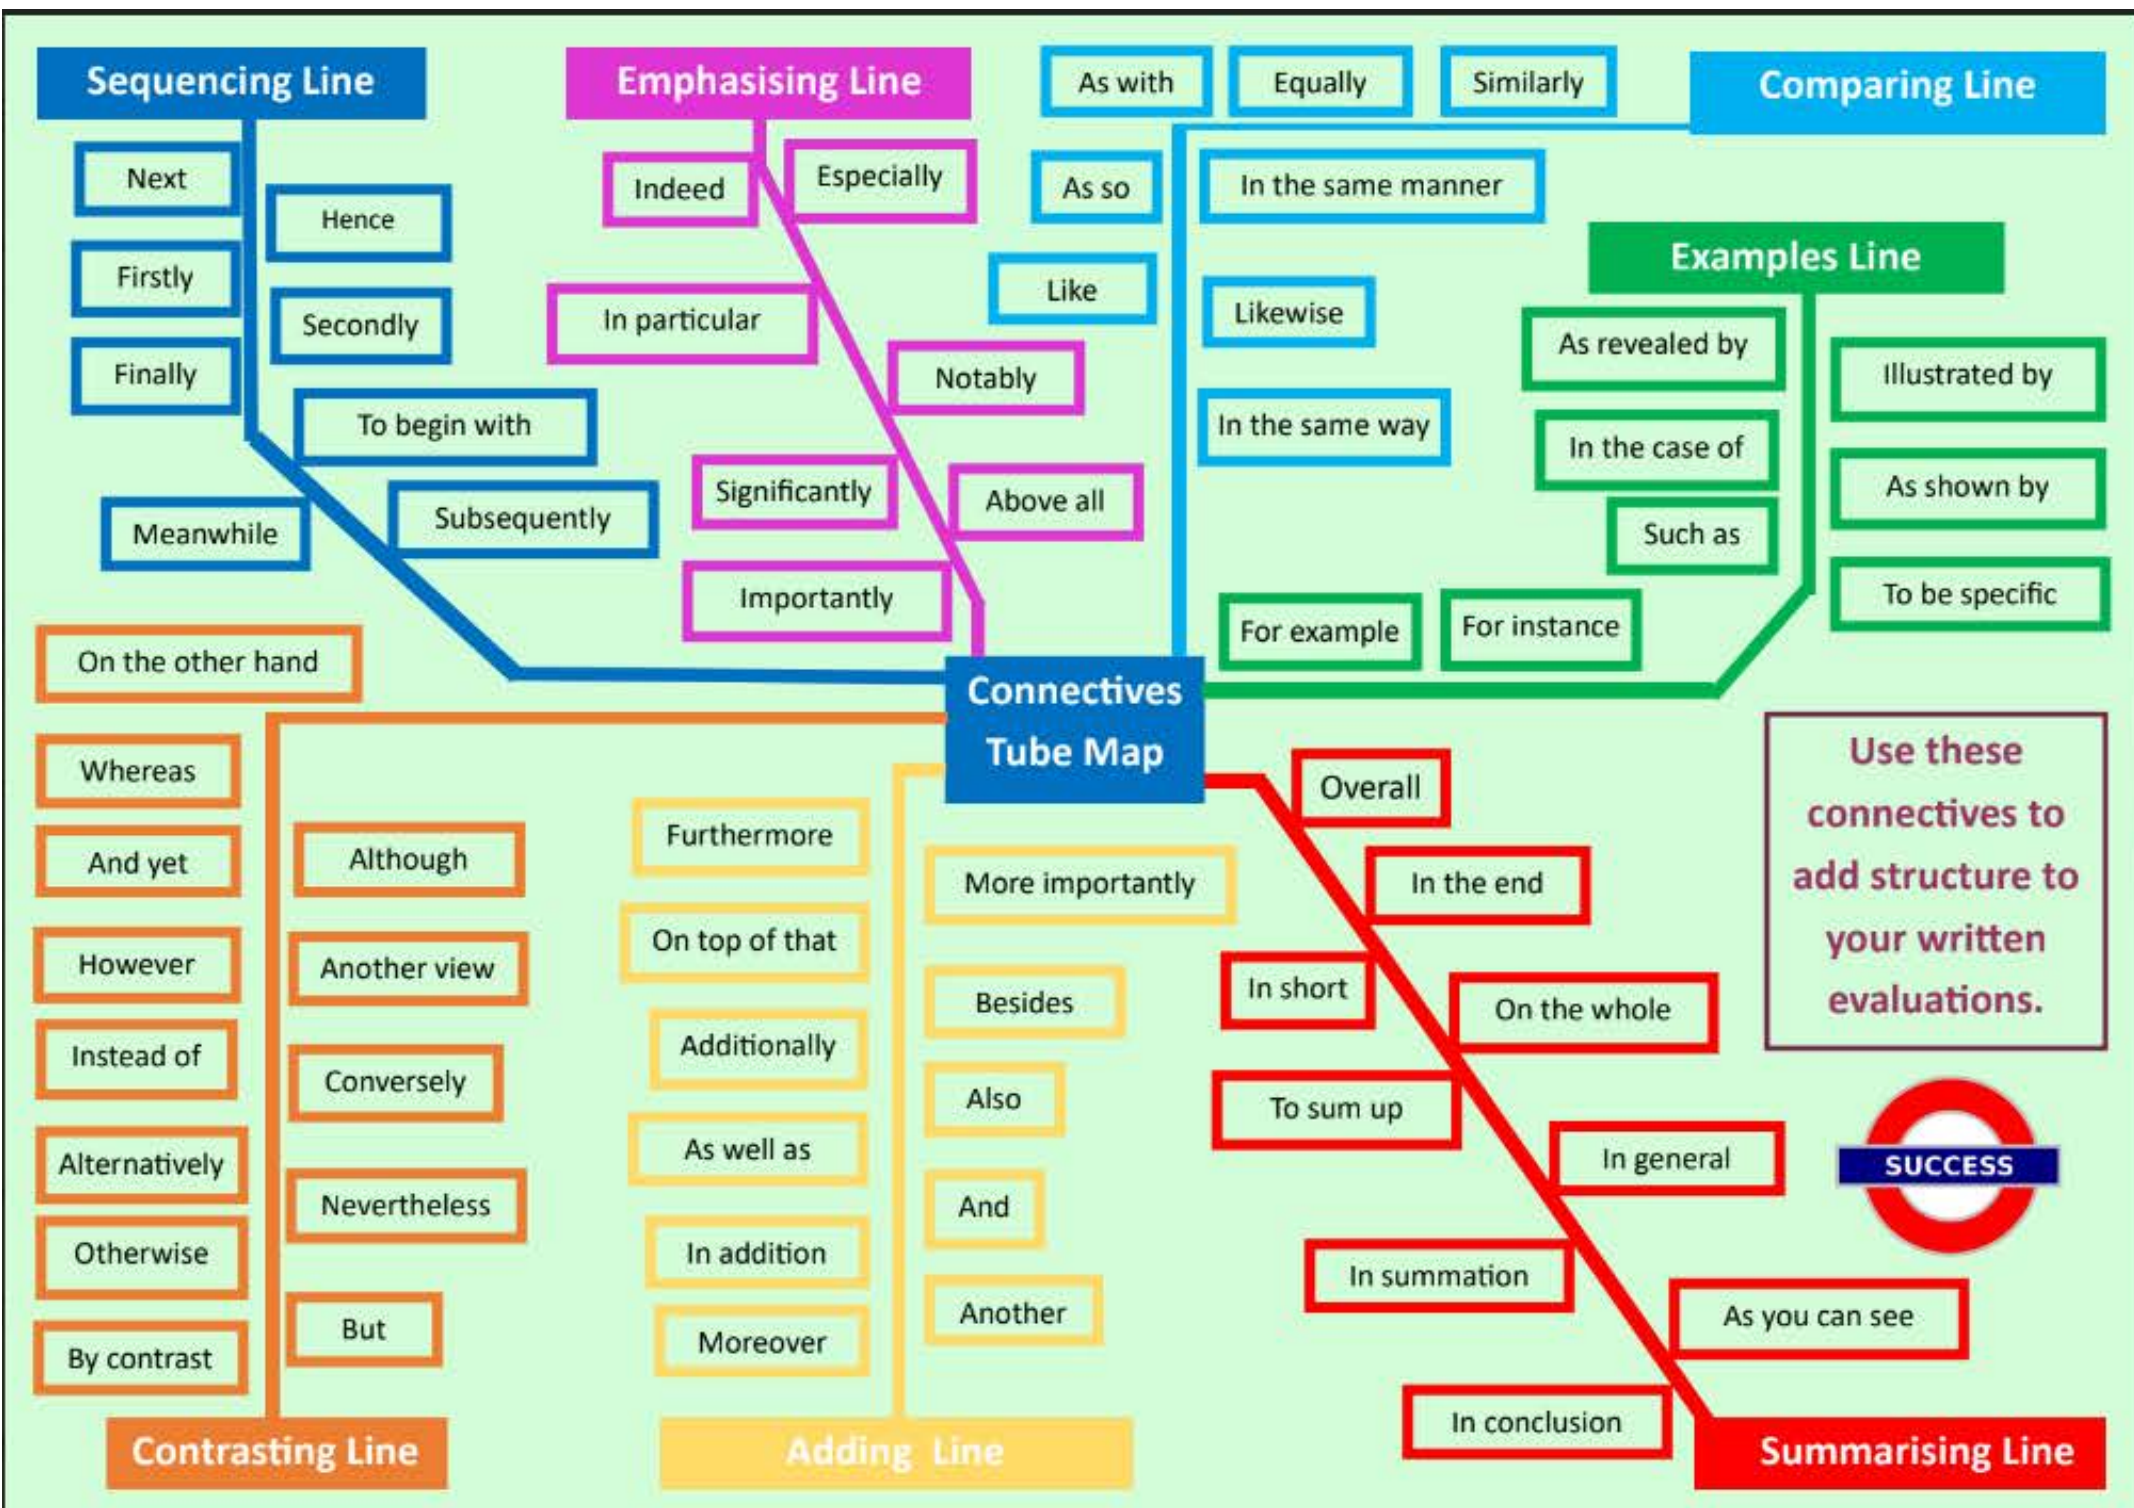 Sequencing Line
Next
Hence
Firstly
Secondly
Finally
To begin with
Meanwhile
Subsequently
Emphasising Line
Indeed
Especially
In particular
Notably
Significantly
Above all
Importantly
As with
Equally
Similarly
Comparing Line
As so
In the same manner
Like
Likewise
In the same way
Examples Line
As revealed by
Illustrated by
In the case of
As shown by
Such as
To be specific
For example
For instance
Connectives
Tube Map
On the other hand
Whereas
And yet
Although
However
Another view
Instead of
Conversely
Alternatively
Nevertheless
Otherwise
But
By contrast
Contrasting Line
Furthermore
More importantly
On top of that
Besides
Additionally
Also
As well as
And
In addition
Another
Moreover
Adding Line
Overall
In the end
In short
On the whole
To sum up
In general
In summation
As you can see
In conclusion
Summarising Line
Use these
connectives to
add structure to
your written
evaluations.
SUCCESS